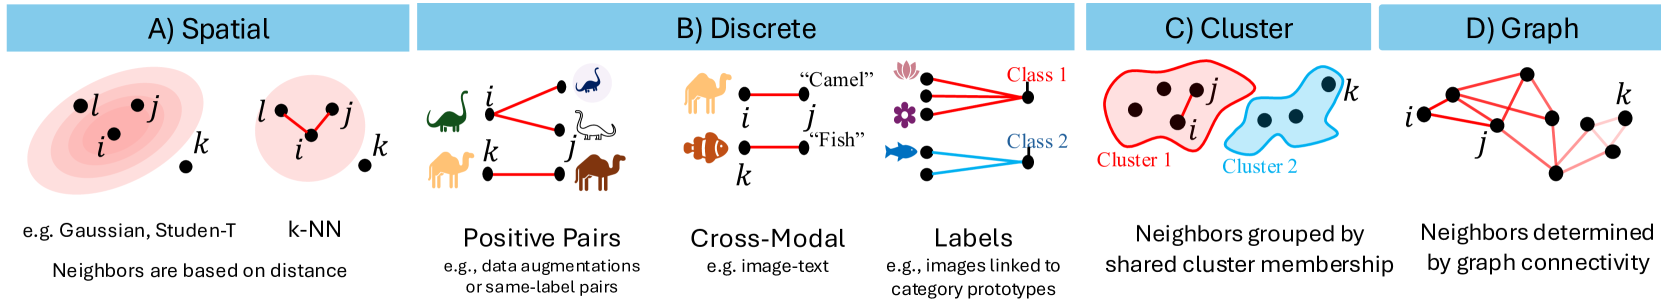 A) Spatial
l
j
i
k
l
j
i
k
e.g. Gaussian, Studen-T
k-NN
Neighbors are based on distance
B) Discrete
i
j
k
Positive Pairs
e.g., data augmentations
or same-label pairs
“Camel”
i
j
“Fish”
k
Cross-Modal
e.g. image-text
Class 1
i
Class 2
Labels
e.g., images linked to
category prototypes
C) Cluster
j
i
k
Cluster 1
Cluster 2
Neighbors grouped by
shared cluster membership
D) Graph
i
j
k
Neighbors determined
by graph connectivity